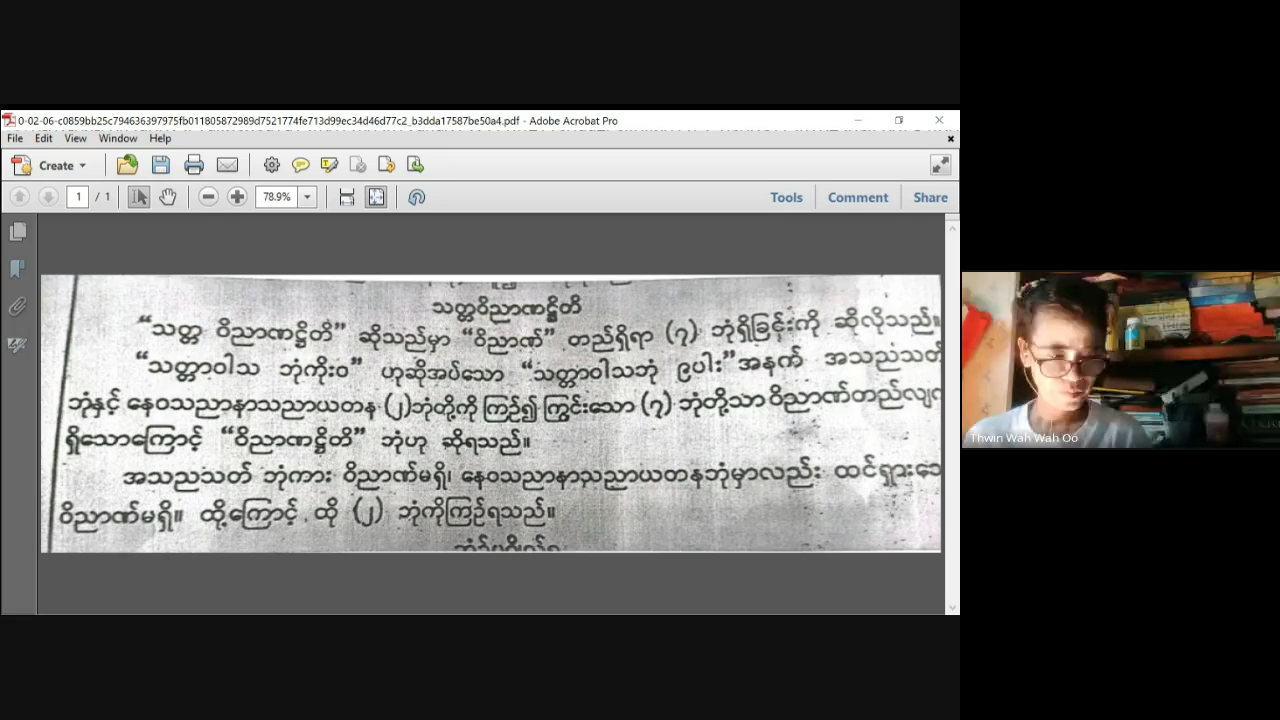 0-02-06-c0859bb25c794636397975fb011805872989d7521774fe713d99ec34d46d77c2_b3dda17587be50a4.pdf - Adobe Acrobat Pro
File Edit View Window Help
Create
1 / 1 78.9% Tools Comment Share
သတ္တဝိညာဏဋ္ဌိတိ
“သတ္တ ဝိညာဏဋ္ဌိတိ” ဆိုသည်မှာ “ဝိညာဏ်” တည်ရှိရာ (၇) ဘုံရှိခြင်းကို ဆိုလိုသည်။
“သတ္တာဝါသ ဘုံကိုးဝ” ဟုဆိုအပ်သော “သတ္တာဝါသဘုံ ၉ပါး” အနက် အသညသတ်
ဘုံနှင့် နေဝသညာနာသညာယတန (၂)ဘုံတို့ကို ကြဉ်၍ ကြွင်းသော (၇) ဘုံတို့သာ ဝိညာဏ်တည်လျက်
ရှိသောကြောင့် “ဝိညာဏဋ္ဌိတိ” ဘုံဟု ဆိုရသည်။
အသညသတ် ဘုံကား ဝိညာဏ်မရှိ၊ နေဝသညာနာသညာယတနဘုံမှာလည်း ထင်ရှားသော
ဝိညာဏ်မရှိ။ ထို့ကြောင့် ထို (၂) ဘုံကိုကြဉ်ရသည်။
Thwin Wah Wah Oo